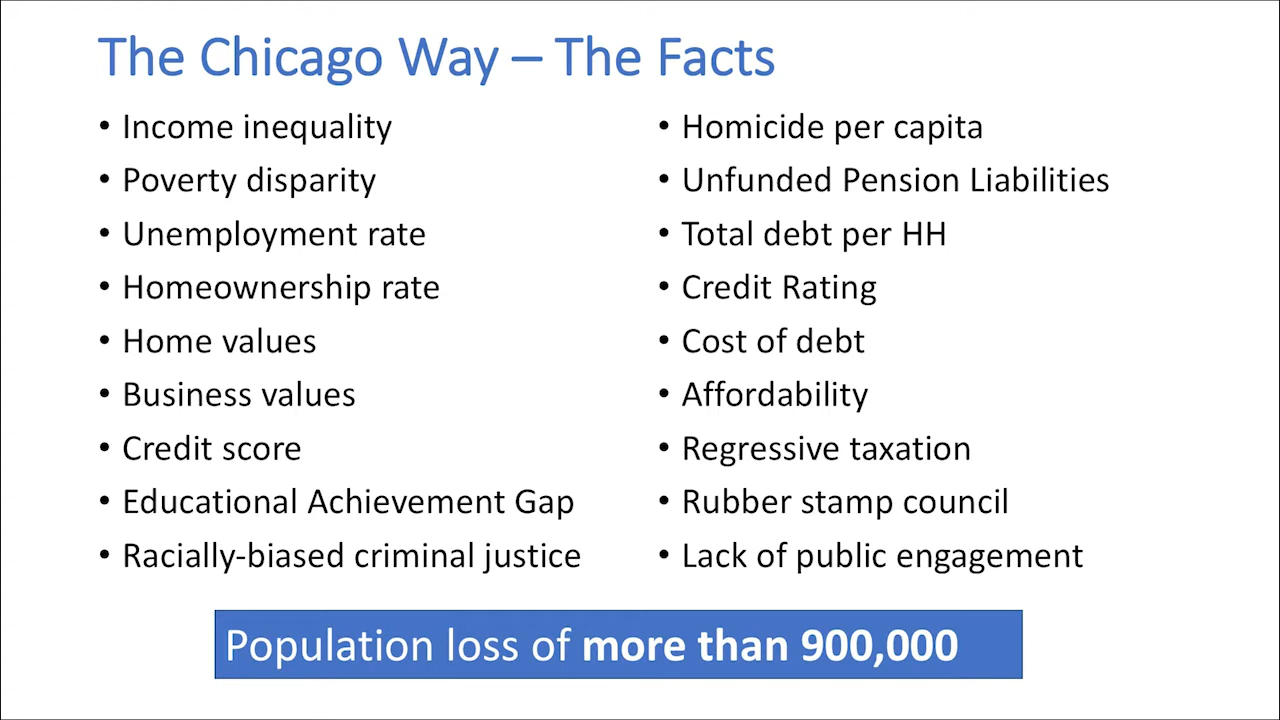 The Chicago Way – The Facts
• Income inequality
• Poverty disparity
• Unemployment rate
• Homeownership rate
• Home values
• Business values
• Credit score
• Educational Achievement Gap
• Racially-biased criminal justice
• Homicide per capita
• Unfunded Pension Liabilities
• Total debt per HH
• Credit Rating
• Cost of debt
• Affordability
• Regressive taxation
• Rubber stamp council
• Lack of public engagement
Population loss of more than 900,000